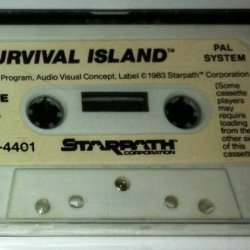 URVIVAL ISLAND™
PAL
SYSTEM
Program, Audio Visual Concept, Label ©1983 Starpath™ Corporation
(Some
cassette
players
may
require
loading
from the
other side
of this
cassette
-4401
STARPATH
CORPORATION